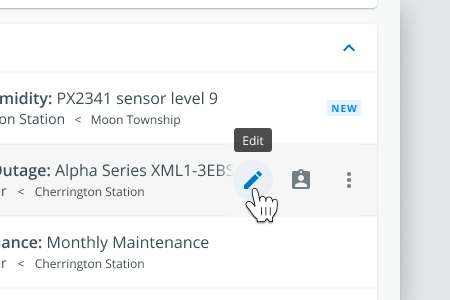 midity: PX2341 sensor level 9
on Station < Moon Township
NEW
Edit
Outage: Alpha Series XML1-3EBS
r < Cherrington Station
ance: Monthly Maintenance
r < Cherrington Station